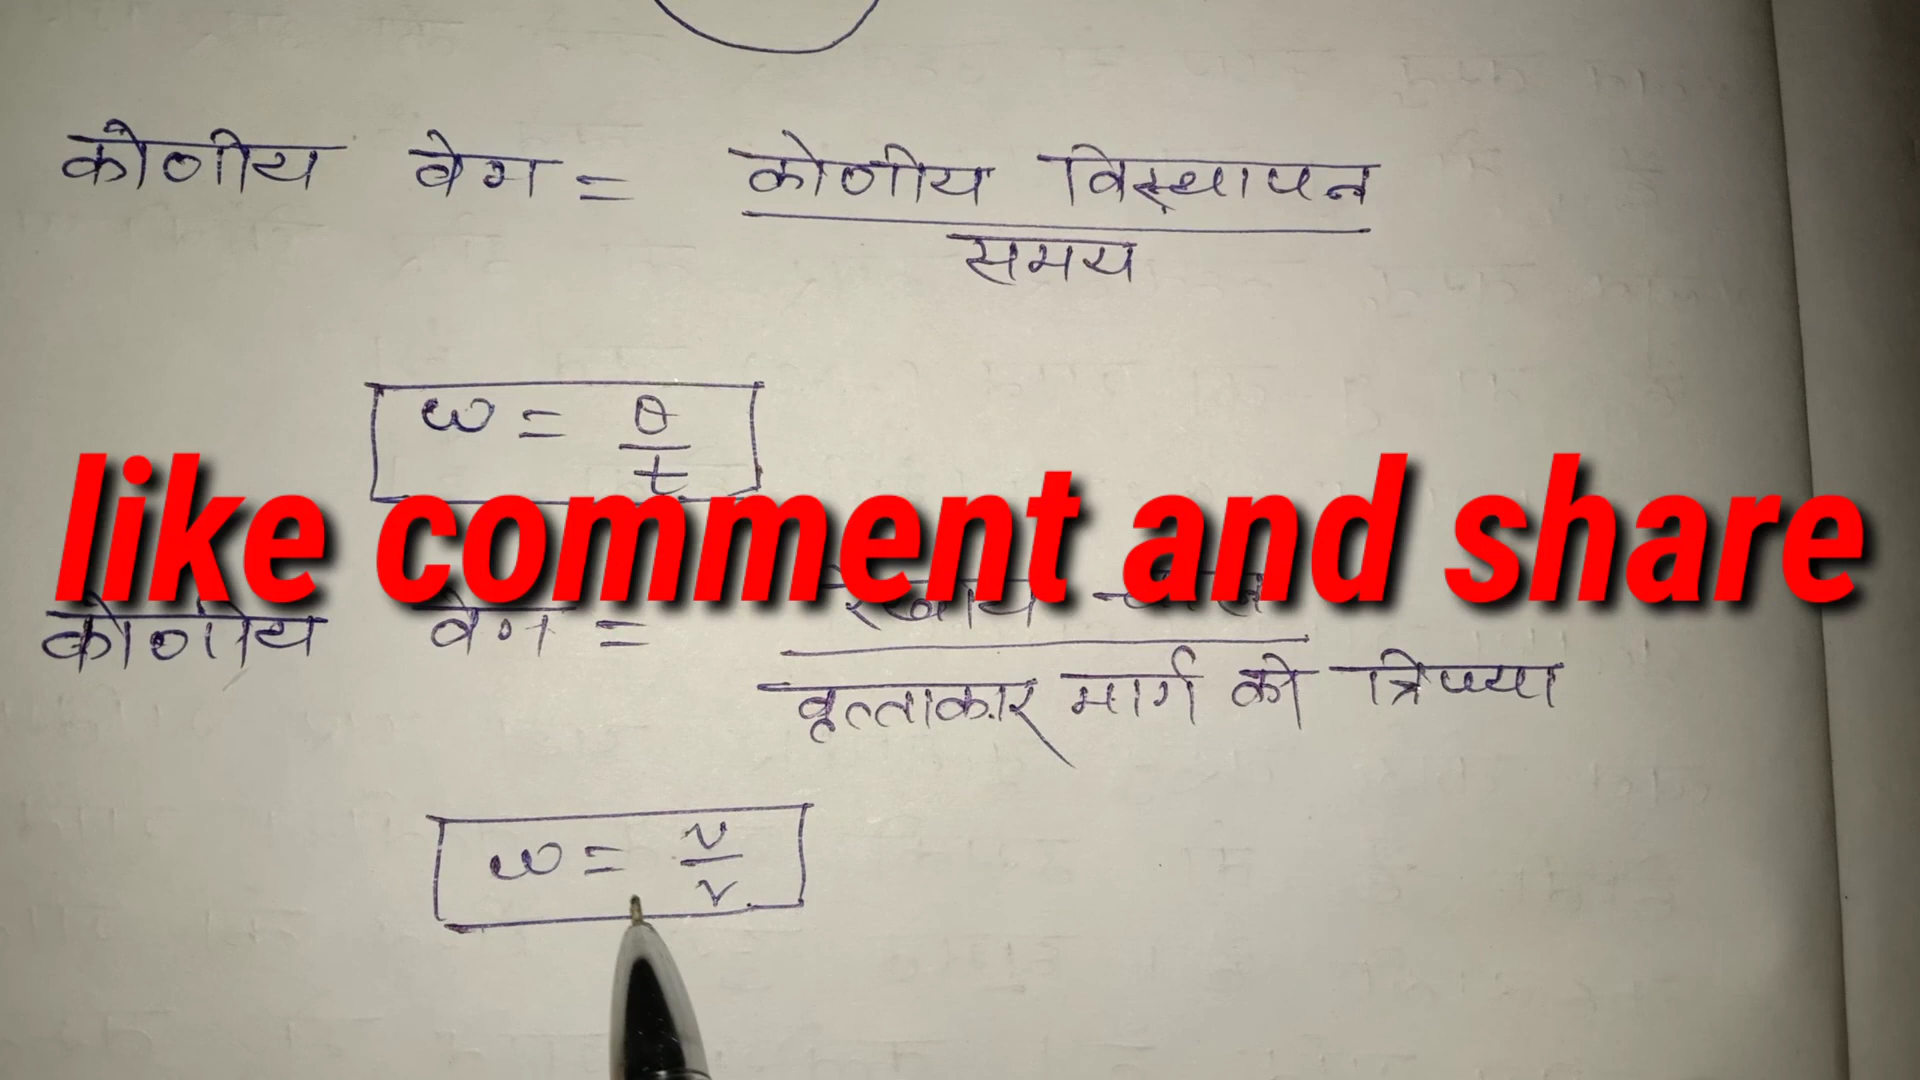 कोणीय वेग = कोणीय विस्थापन
समय
ω = θ
t
like comment and share
कोणीय वेग = रेखीय चाल
वृत्ताकार मार्ग की त्रिज्या
ω = v
r